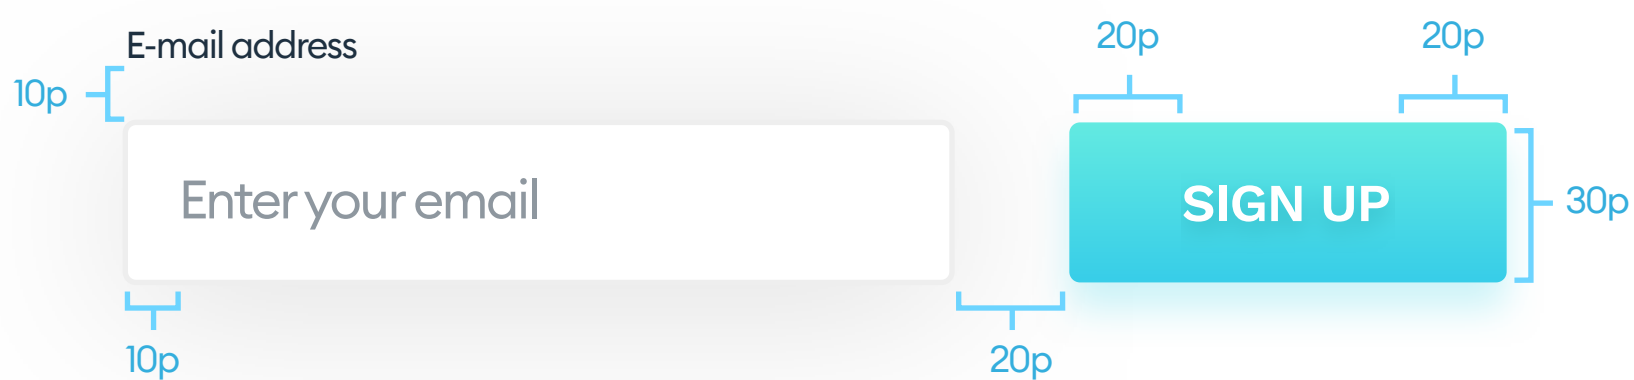 E-mail address
20p
20p
10p
Enter your email
SIGN UP
30p
10p
20p